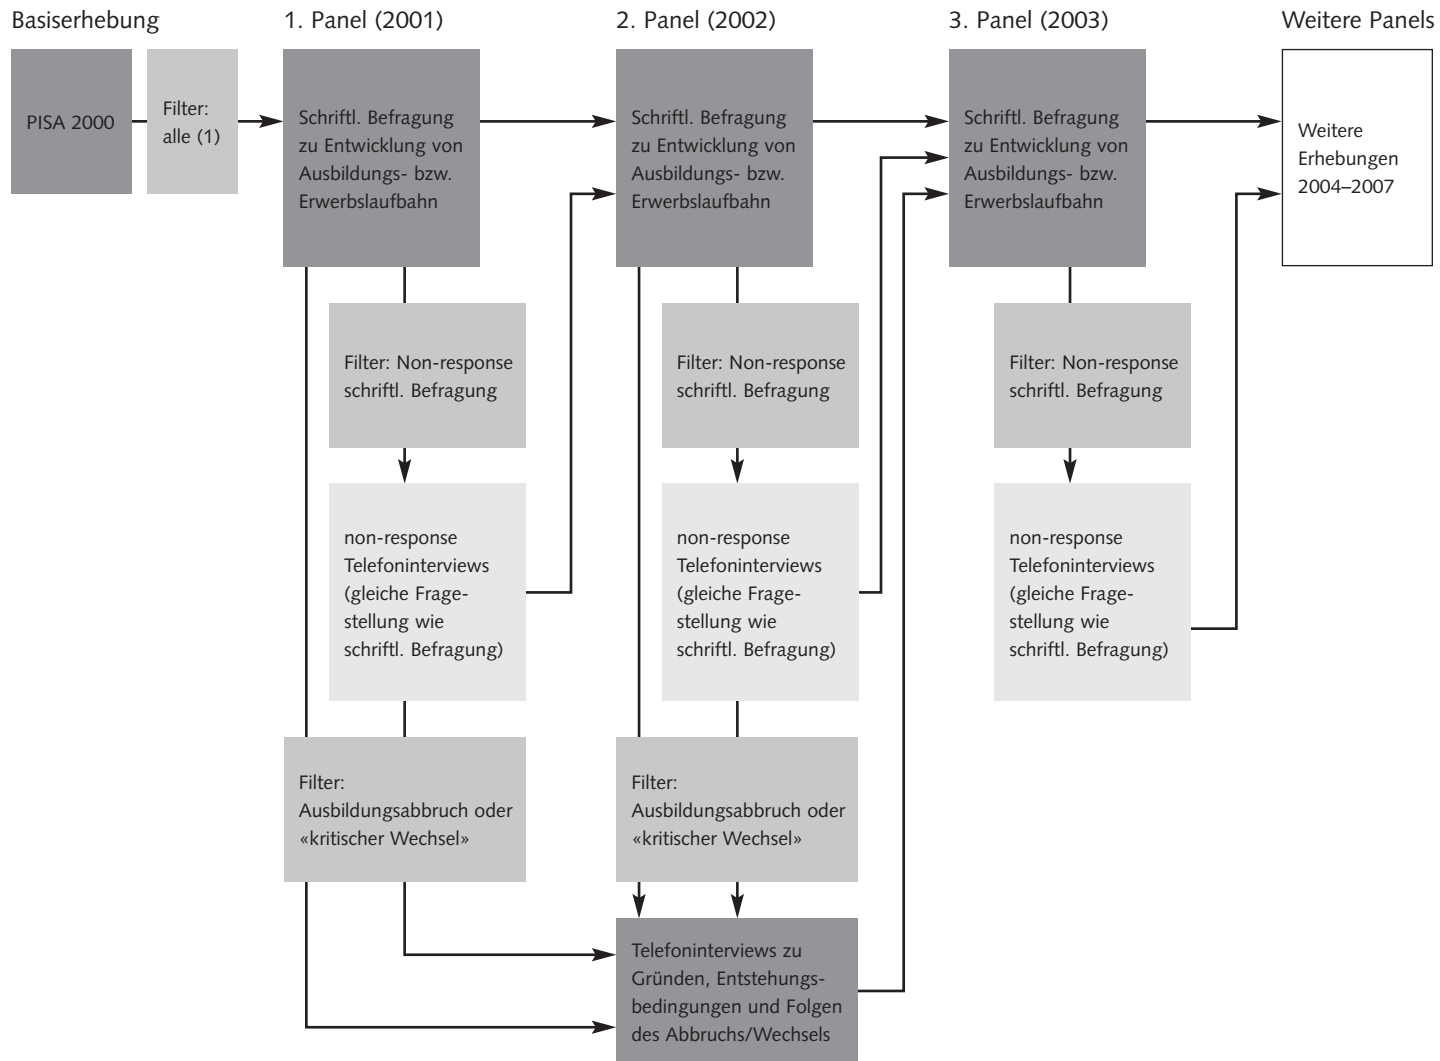 Basiserhebung
1. Panel (2001)
2. Panel (2002)
3. Panel (2003)
Weitere Panels
PISA 2000
Filter:
alle (1)
Schriftl. Befragung
zu Entwicklung von
Ausbildungs- bzw.
Erwerbslaufbahn
Schriftl. Befragung
zu Entwicklung von
Ausbildungs- bzw.
Erwerbslaufbahn
Schriftl. Befragung
zu Entwicklung von
Ausbildungs- bzw.
Erwerbslaufbahn
Weitere
Erhebungen
2004–2007
Filter: Non-response
schriftl. Befragung
Filter: Non-response
schriftl. Befragung
Filter: Non-response
schriftl. Befragung
non-response
Telefoninterviews
(gleiche Frage-
stellung wie
schriftl. Befragung)
non-response
Telefoninterviews
(gleiche Frage-
stellung wie
schriftl. Befragung)
non-response
Telefoninterviews
(gleiche Frage-
stellung wie
schriftl. Befragung)
Filter:
Ausbildungsabbruch oder
«kritischer Wechsel»
Filter:
Ausbildungsabbruch oder
«kritischer Wechsel»
Telefoninterviews zu
Gründen, Entstehungs-
bedingungen und Folgen
des Abbruchs/Wechsels